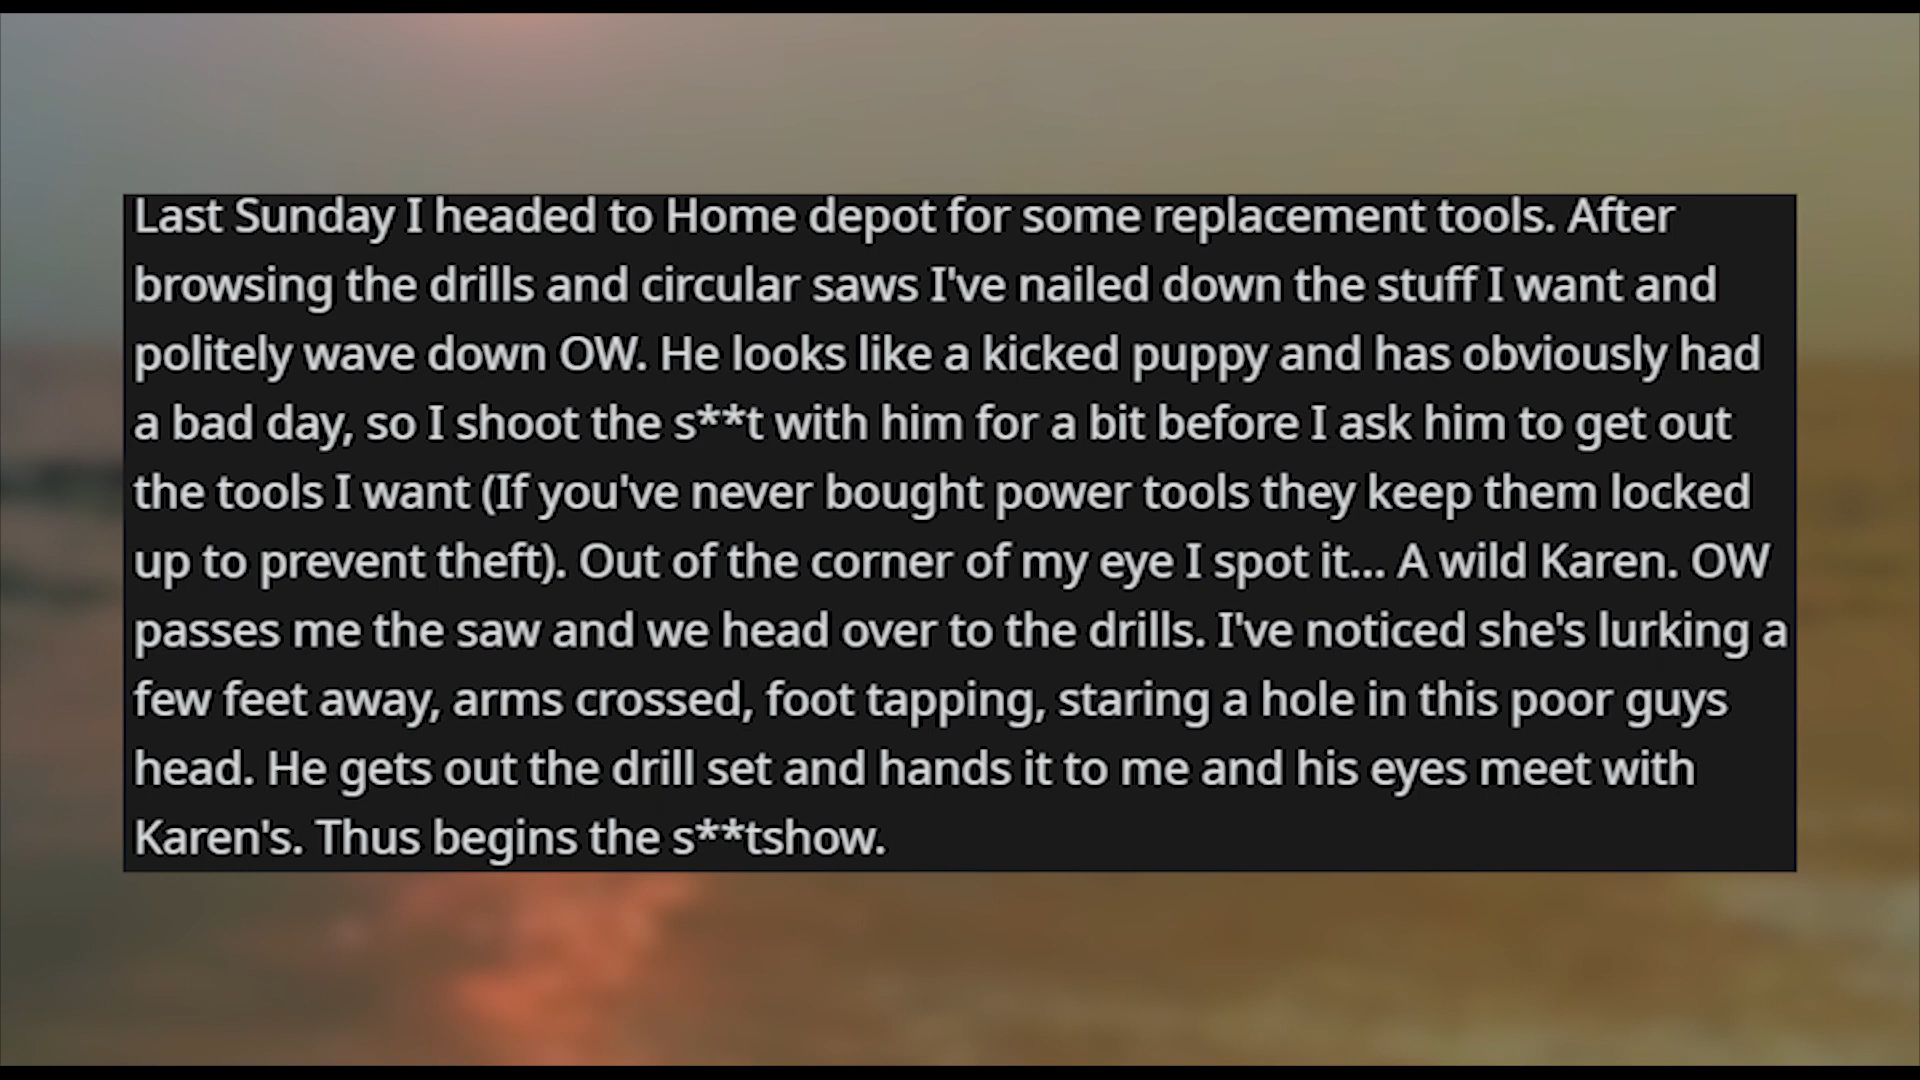 Last Sunday I headed to Home depot for some replacement tools. After
browsing the drills and circular saws I've nailed down the stuff I want and
politely wave down OW. He looks like a kicked puppy and has obviously had
a bad day, so I shoot the s**t with him for a bit before I ask him to get out
the tools I want (If you've never bought power tools they keep them locked
up to prevent theft). Out of the corner of my eye I spot it... A wild Karen. OW
passes me the saw and we head over to the drills. I've noticed she's lurking a
few feet away, arms crossed, foot tapping, staring a hole in this poor guys
head. He gets out the drill set and hands it to me and his eyes meet with
Karen's. Thus begins the s**tshow.